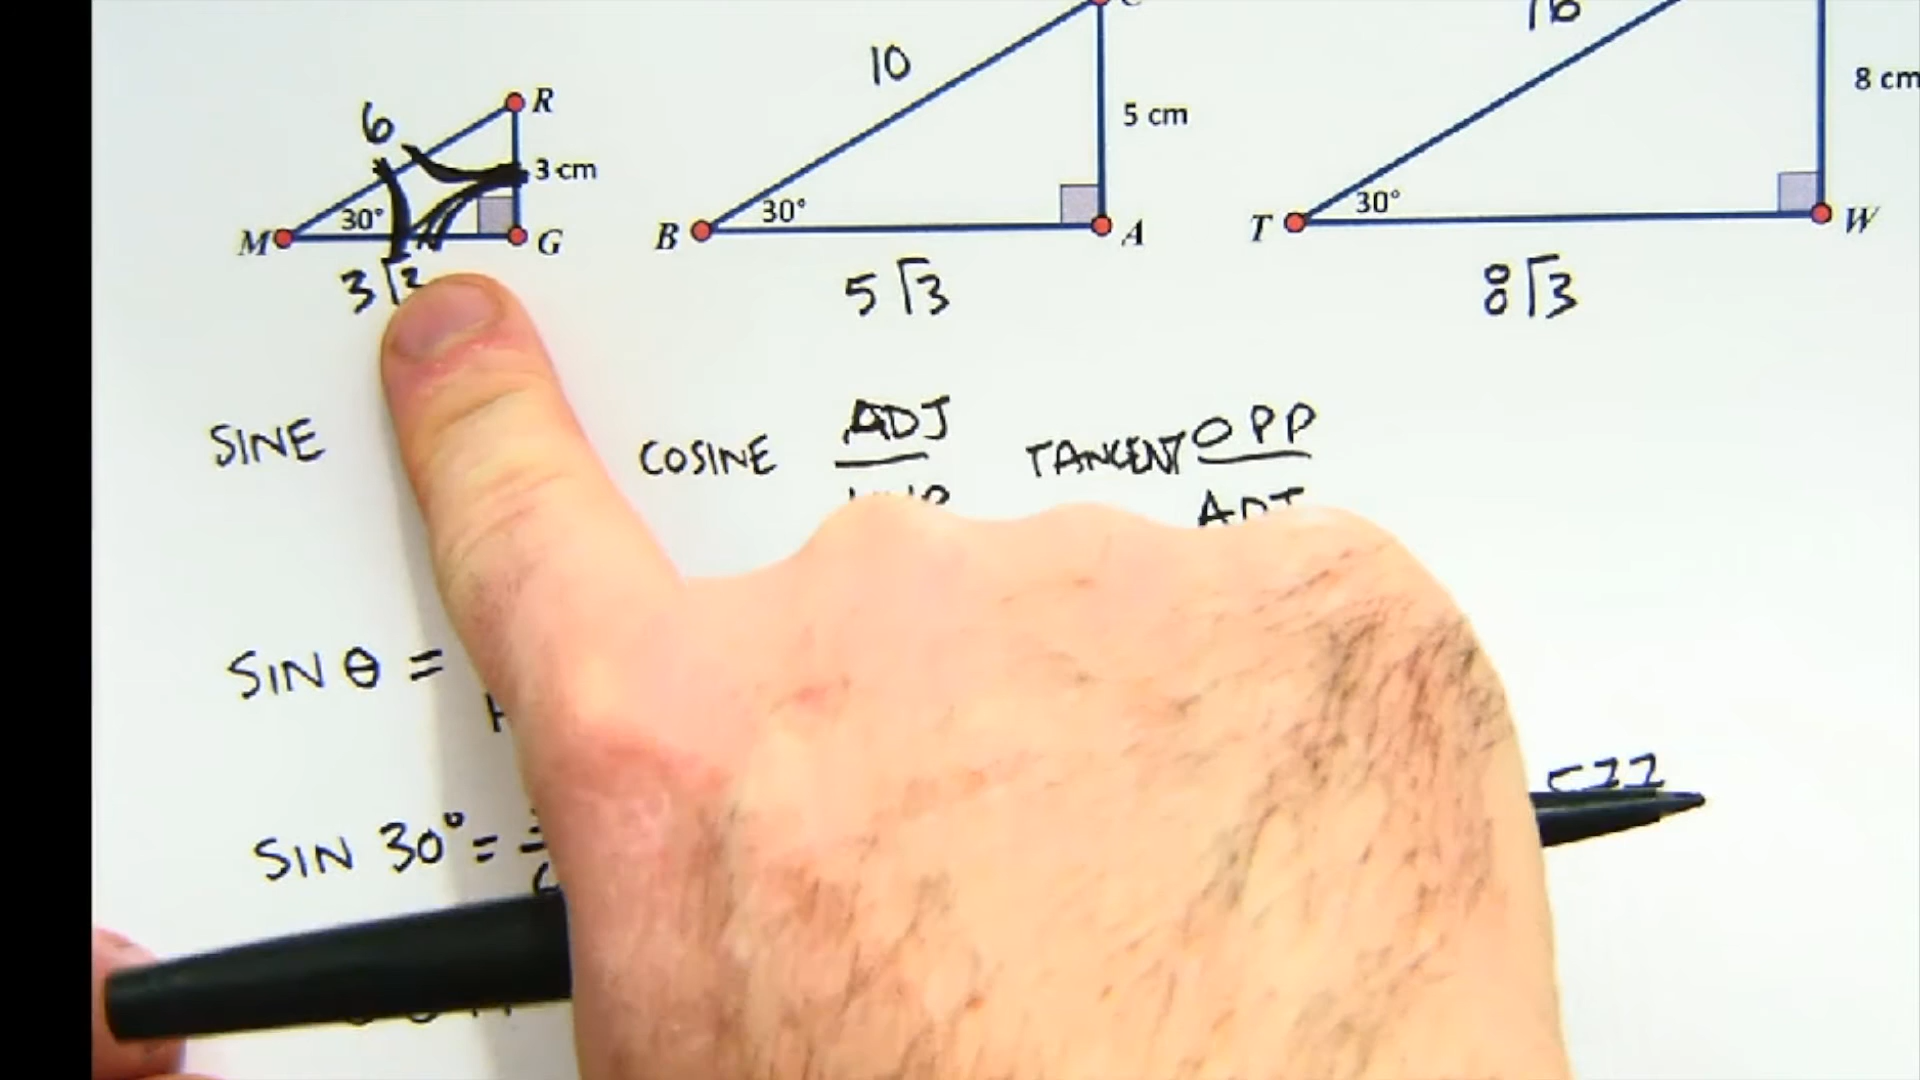 10
16
8 cm
6
R
5 cm
3 cm
30°
30°
30°
M
G
B
A
T
W
3√3
5√3
8√3
SINE
COSINE ADJ
TANGENT OPP
ADJ
SIN θ =
SIN 30° =